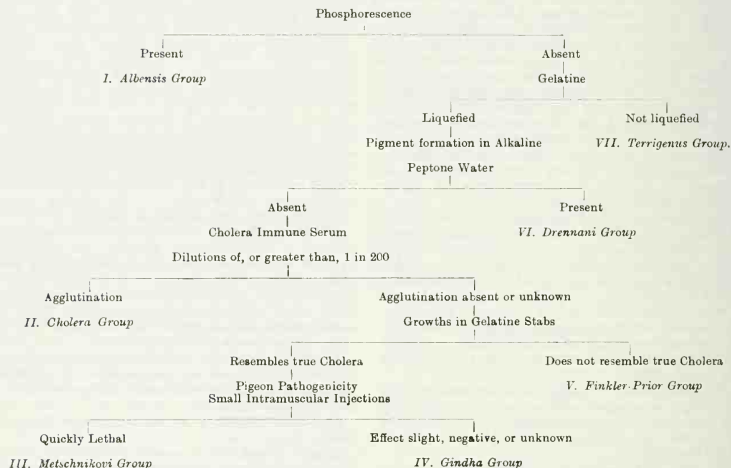 Phosphorescence
Present
Absent
I. Albensis Group
Gelatine
Liquefied
Not liquefied
Pigment formation in Alkaline
VII. Terrigenus Group.
Peptone Water
Absent
Present
Cholera Immune Serum
VI. Drennani Group
Dilutions of, or greater than, 1 in 200
Agglutination
Agglutination absent or unknown
II. Cholera Group
Growths in Gelatine Stabs
Resembles true Cholera
Does not resemble true Cholera
Pigeon Pathogenicity
V. Finkler-Prior Group
Small Intramuscular Injections
Quickly Lethal
Effect slight, negative, or unknown
III. Metschnikovi Group
IV. Gindha Group